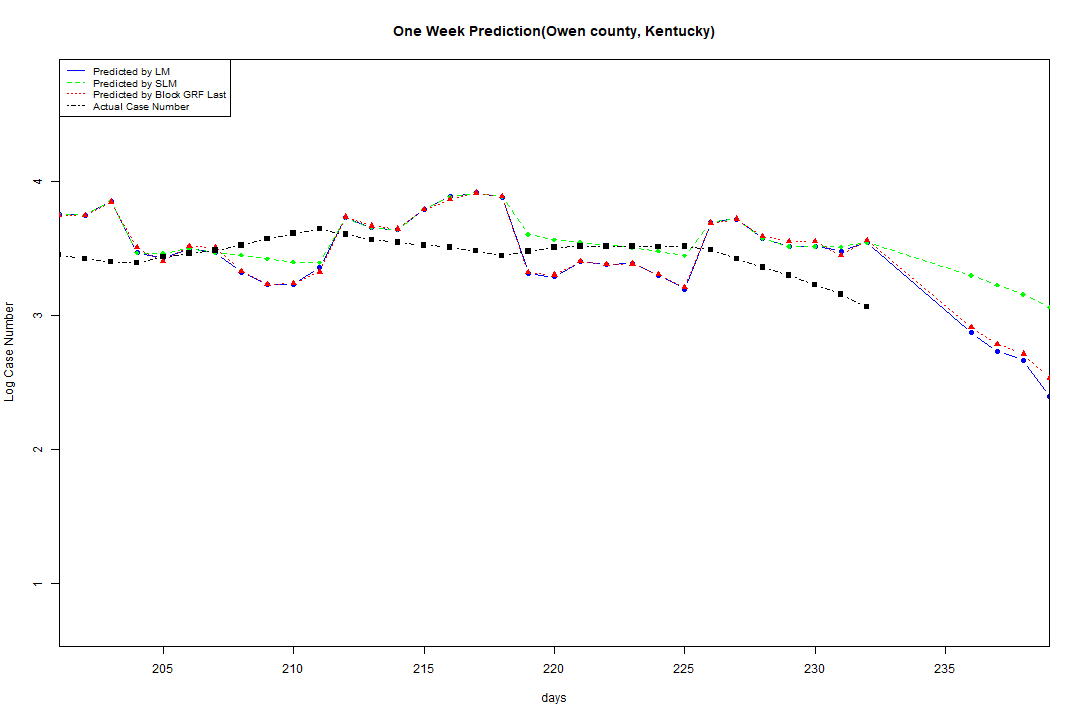 One Week Prediction(Owen county, Kentucky)
Predicted by LM
Predicted by SLM
Predicted by Block GRF Last
Actual Case Number
4
3
2
1
Log Case Number
205 210 215 220 225 230 235
days